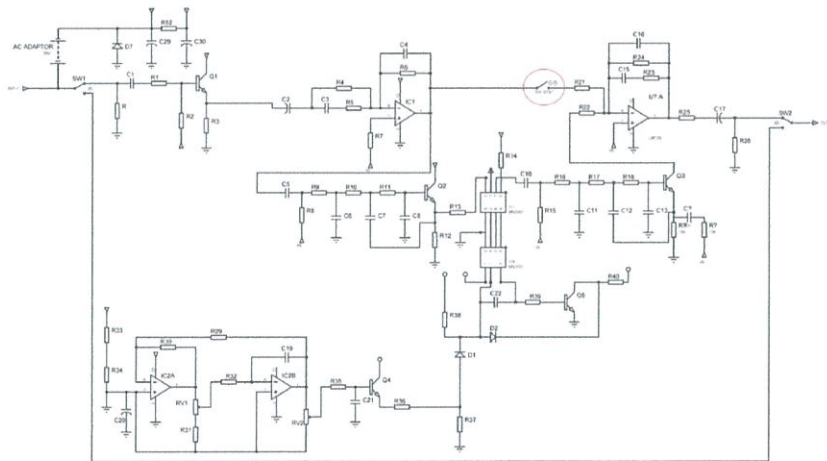 R52
AC ADAPTOR
D7
C29
C30
SW1
C1
R1
Q1
R
R2
R3
C2
R4
C3
R5
C4
R6
IC1
R7
R21
R22
C16
R24
C15
R23
R25
C17
SW2
R26
C5
R9
R10
R11
Q2
R8
C6
C7
C8
R12
R13
R14
C10
R16
R17
R18
Q3
R15
C11
C12
C13
C?
R?
R?
C22
R39
Q5
R40
R38
D2
D1
R33
R34
R29
R30
C19
IC2A
R32
IC2B
C20
RV1
R31
RV2
R35
Q4
C21
R36
R37